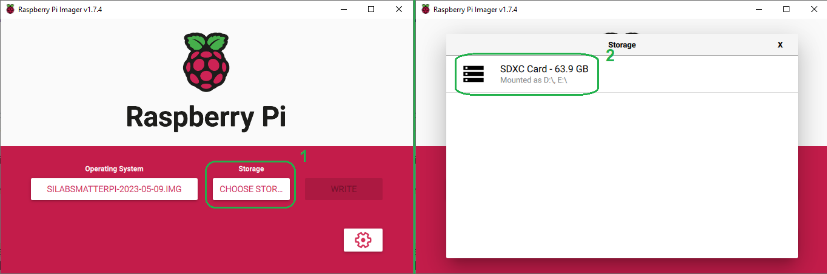 Raspberry Pi Imager v1.7.4
Raspberry Pi
1
Operating System
Storage
SILABSMATTERPI-2023-05-09.IMG
CHOOSE STOR...
WRITE
Raspberry Pi Imager v1.7.4
Storage
X
2
SDXC Card - 63.9 GB
Mounted as D:\, E:\